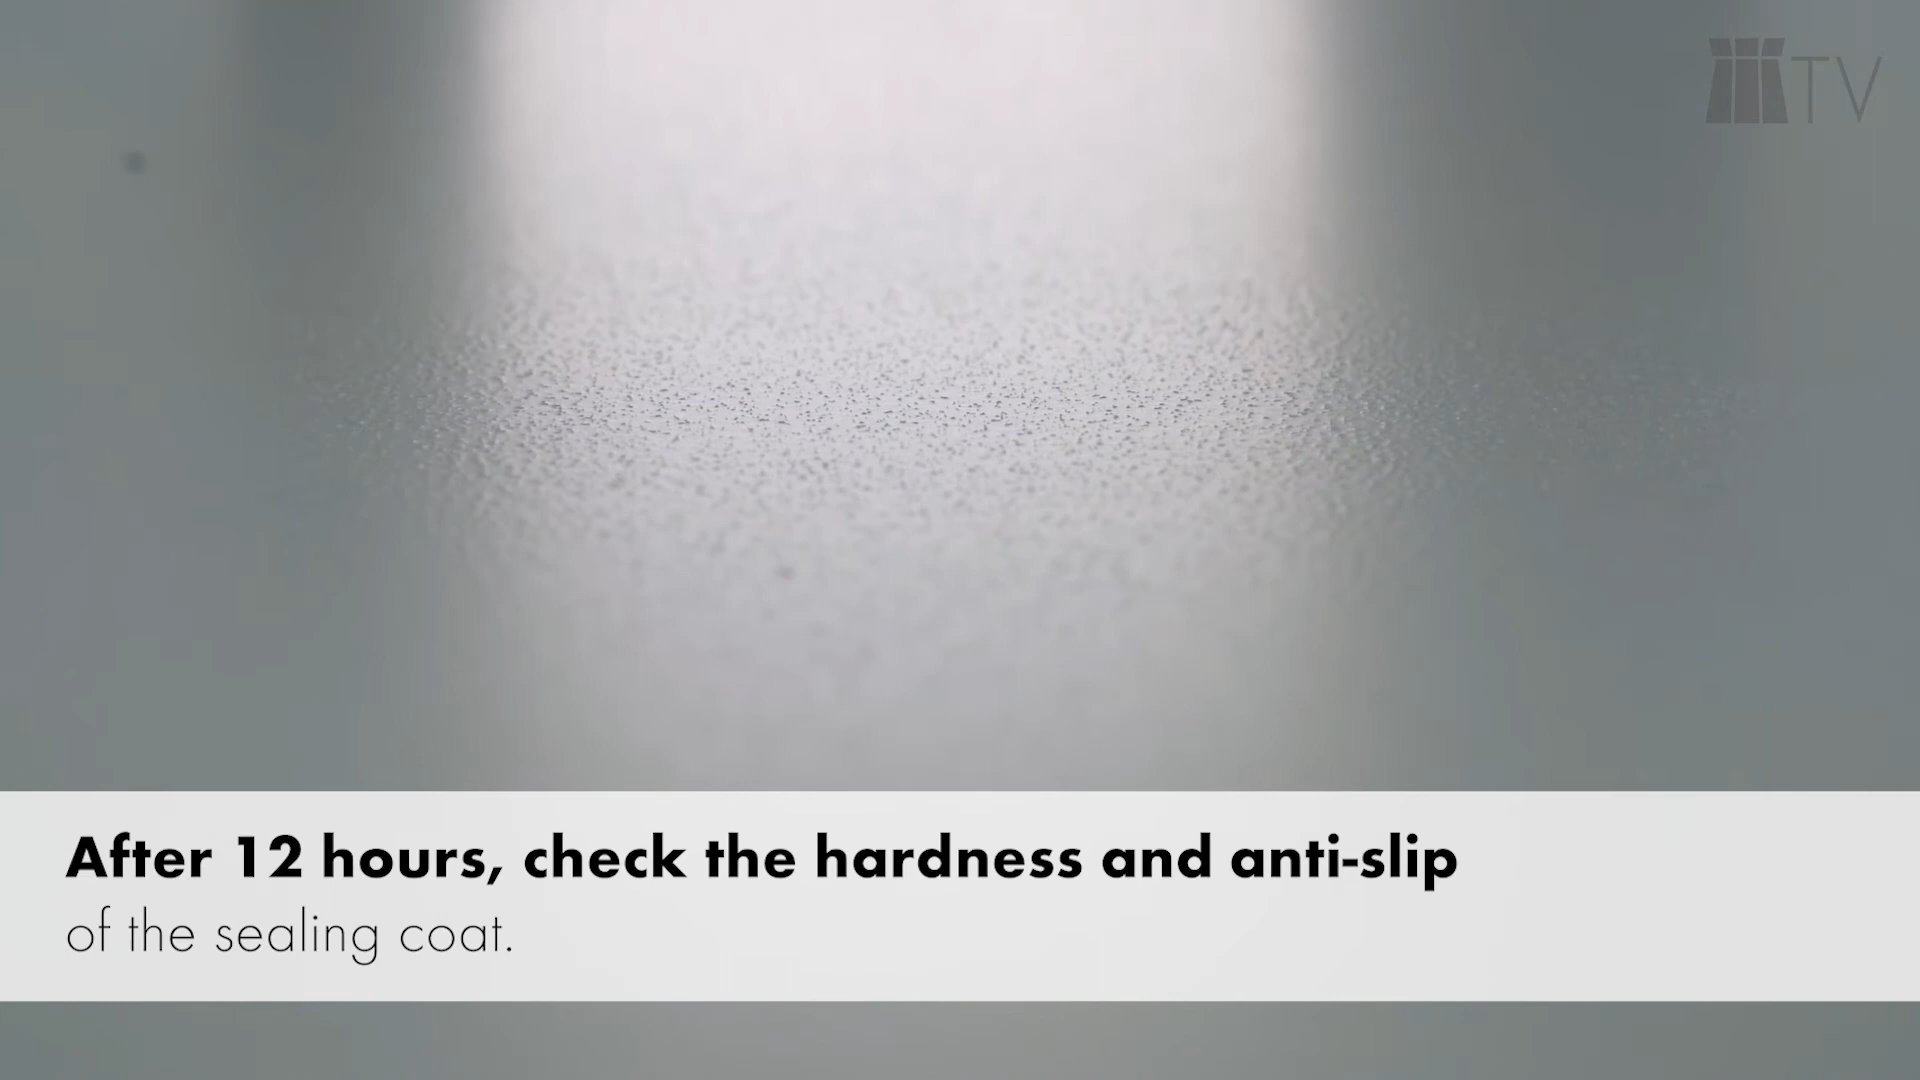 TV
After 12 hours, check the hardness and anti-slip
of the sealing coat.